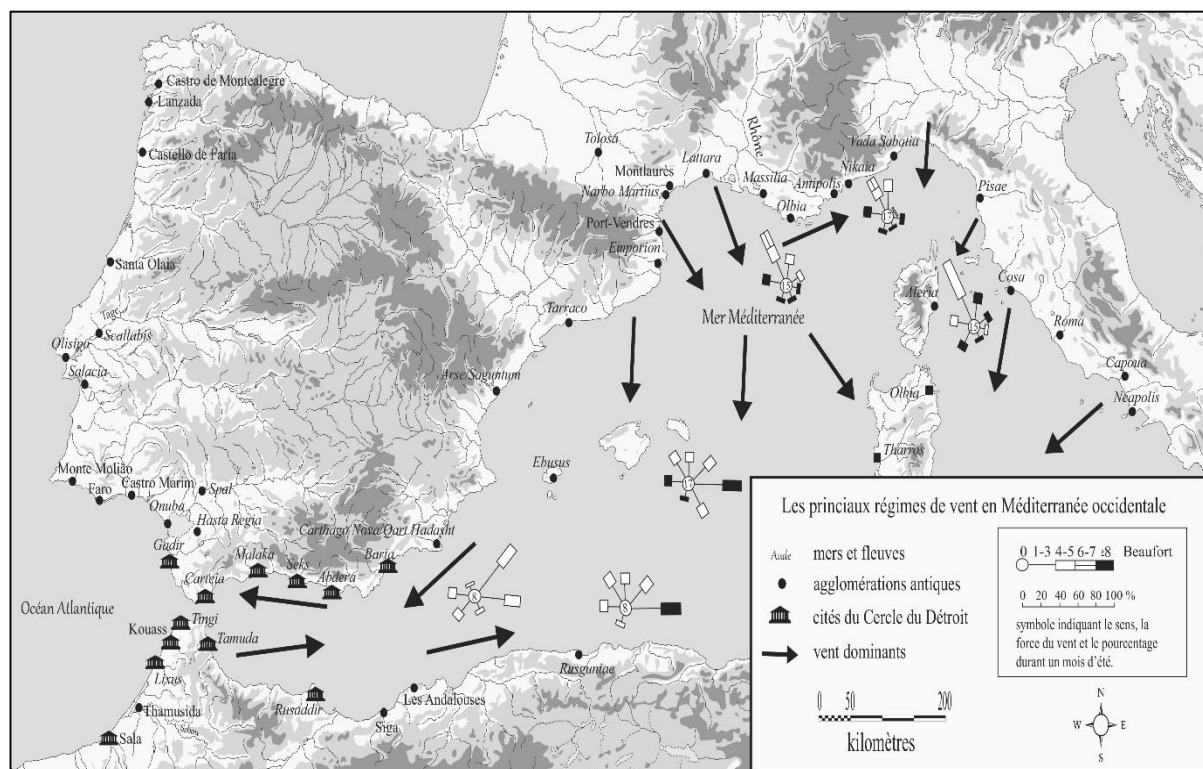 Castro de Montealegre
Lanzada
Castello de Faria
Santa Olaia
Tage
Scallabis
Olisipo
Salacia
Monte Molião
Faro
Castro Marim
Onuba
Spal
Hasta Regia
Gadir
Carteia
Malaka
Seks
Abdera
Baria
Carthago Nova/Qart Hadasht
Océan Atlantique
Tingi
Kouass
Tamuda
Lixus
Thamusida
Sala
Rusaddir
Siga
Les Andalouses
Rusguntae
Ebusus
Arse/Saguntum
Tarraco
Emporion
Port-Vendres
Narbo Martius
Montlaurès
Tolosa
Lattara
Rhône
Massilia
Olbia
Antipolis
Nikaia
Vada Sabatia
Pisae
Aleria
Cosa
Roma
Capoua
Neapolis
Olbia
Tharros
Mer Méditerranée
15
17
15
17
8
8
Les princiaux régimes de vent en Méditerranée occidentale
Aude mers et fleuves
agglomérations antiques
cités du Cercle du Détroit
vent dominants
0 50 200
kilomètres
0 1-3 4-5 6-7 ≥8 Beaufort
0 20 40 60 80 100 %
symbole indiquant le sens, la
force du vent et le pourcentage
durant un mois d'été.
N
W E
S